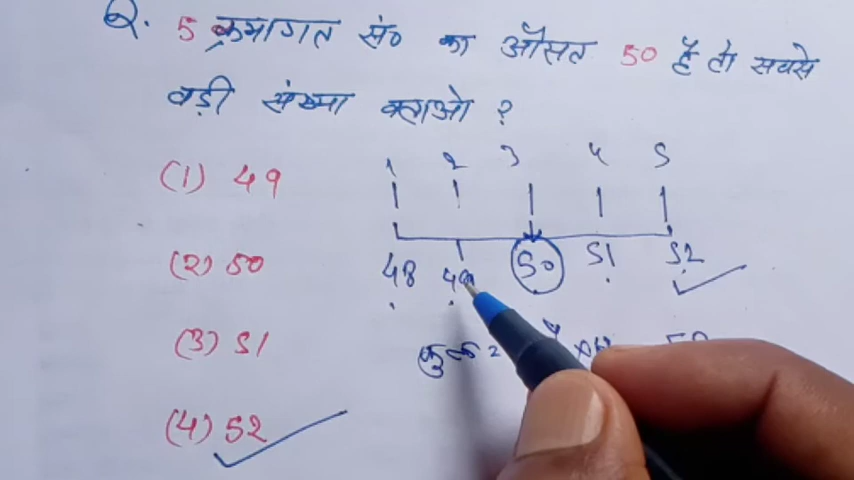 Q. 5 क्रमागत सं० का औसत 50 है तो सबसे
बड़ी संख्या बताओ ?
1 2 3 4 5
(1) 49
48 49 50 51 52
(2) 50
(3) 51
(4) 52